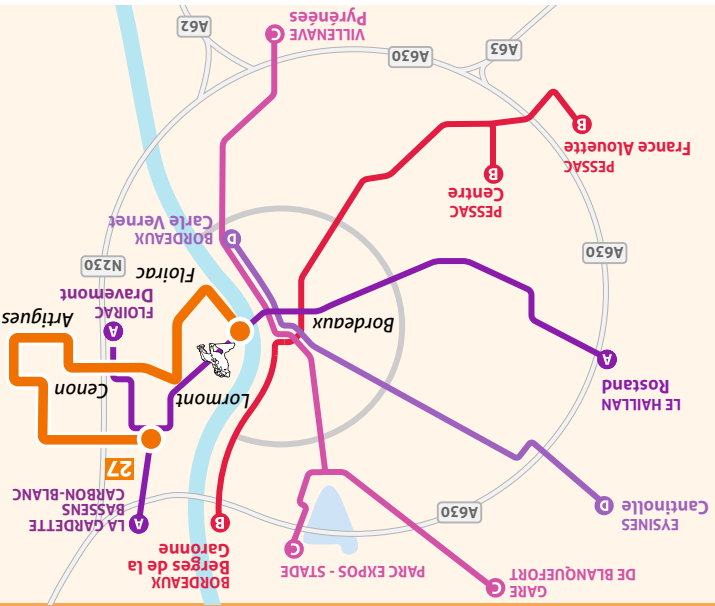 GARE
DE BLANQUEFORT
C
PARC EXPOS - STADE
C
BORDEAUX
Berges de la
Garonne
B
LA GARDETTE
BASSENS
CARBON-BLANC
A
EYSINES
Cantinolle
D
A630
27
LE HAILLAN
Rostand
A
Lormont
Cenon
Bordeaux
Artigues
FLOIRAC
Dravemont
A
Floirac
N230
A630
BORDEAUX
Carle Vernet
D
PESSAC
Centre
B
PESSAC
France Alouette
B
A63
A630
A62
VILLENAVE
Pyrénées
C